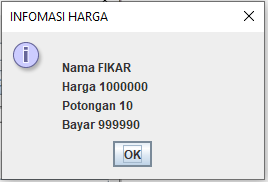 INFOMASI HARGA
Nama FIKAR
Harga 1000000
Potongan 10
Bayar 999990
OK